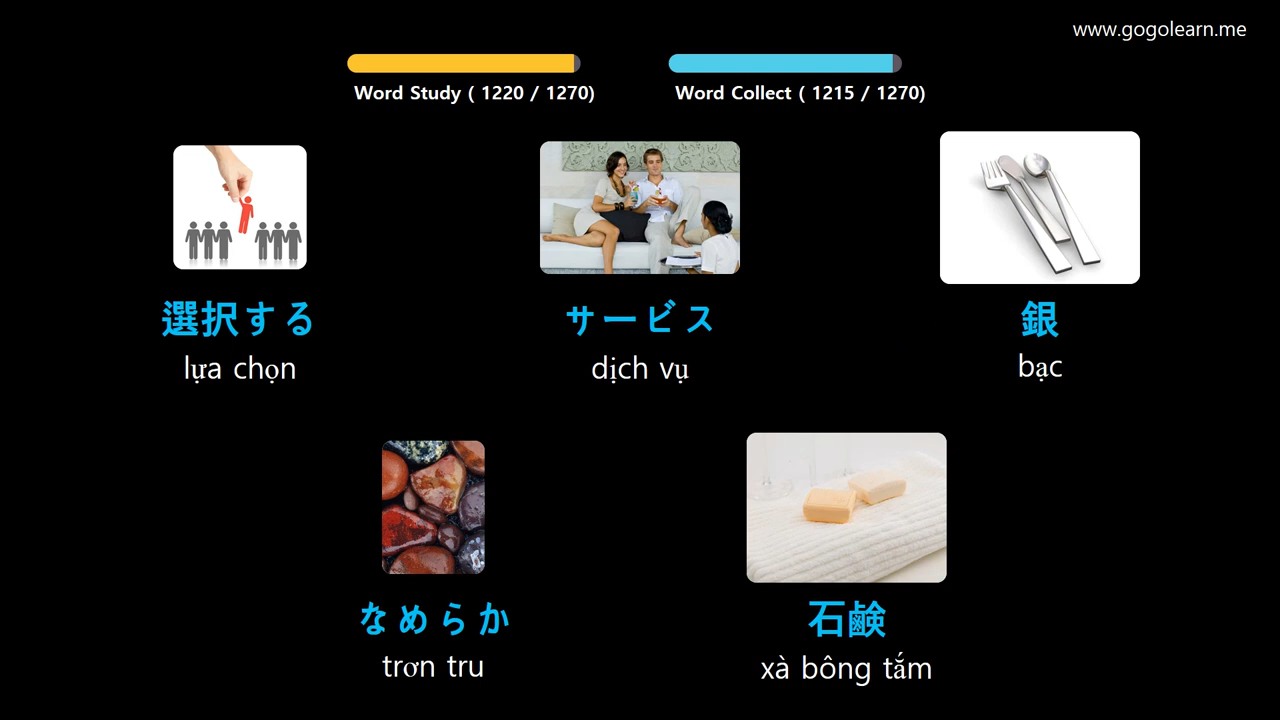 www.gogolearn.me
Word Study ( 1220 / 1270)
Word Collect ( 1215 / 1270)
選択する
lựa chọn
サービス
dịch vụ
銀
bạc
なめらか
trơn tru
石鹸
xà bông tắm